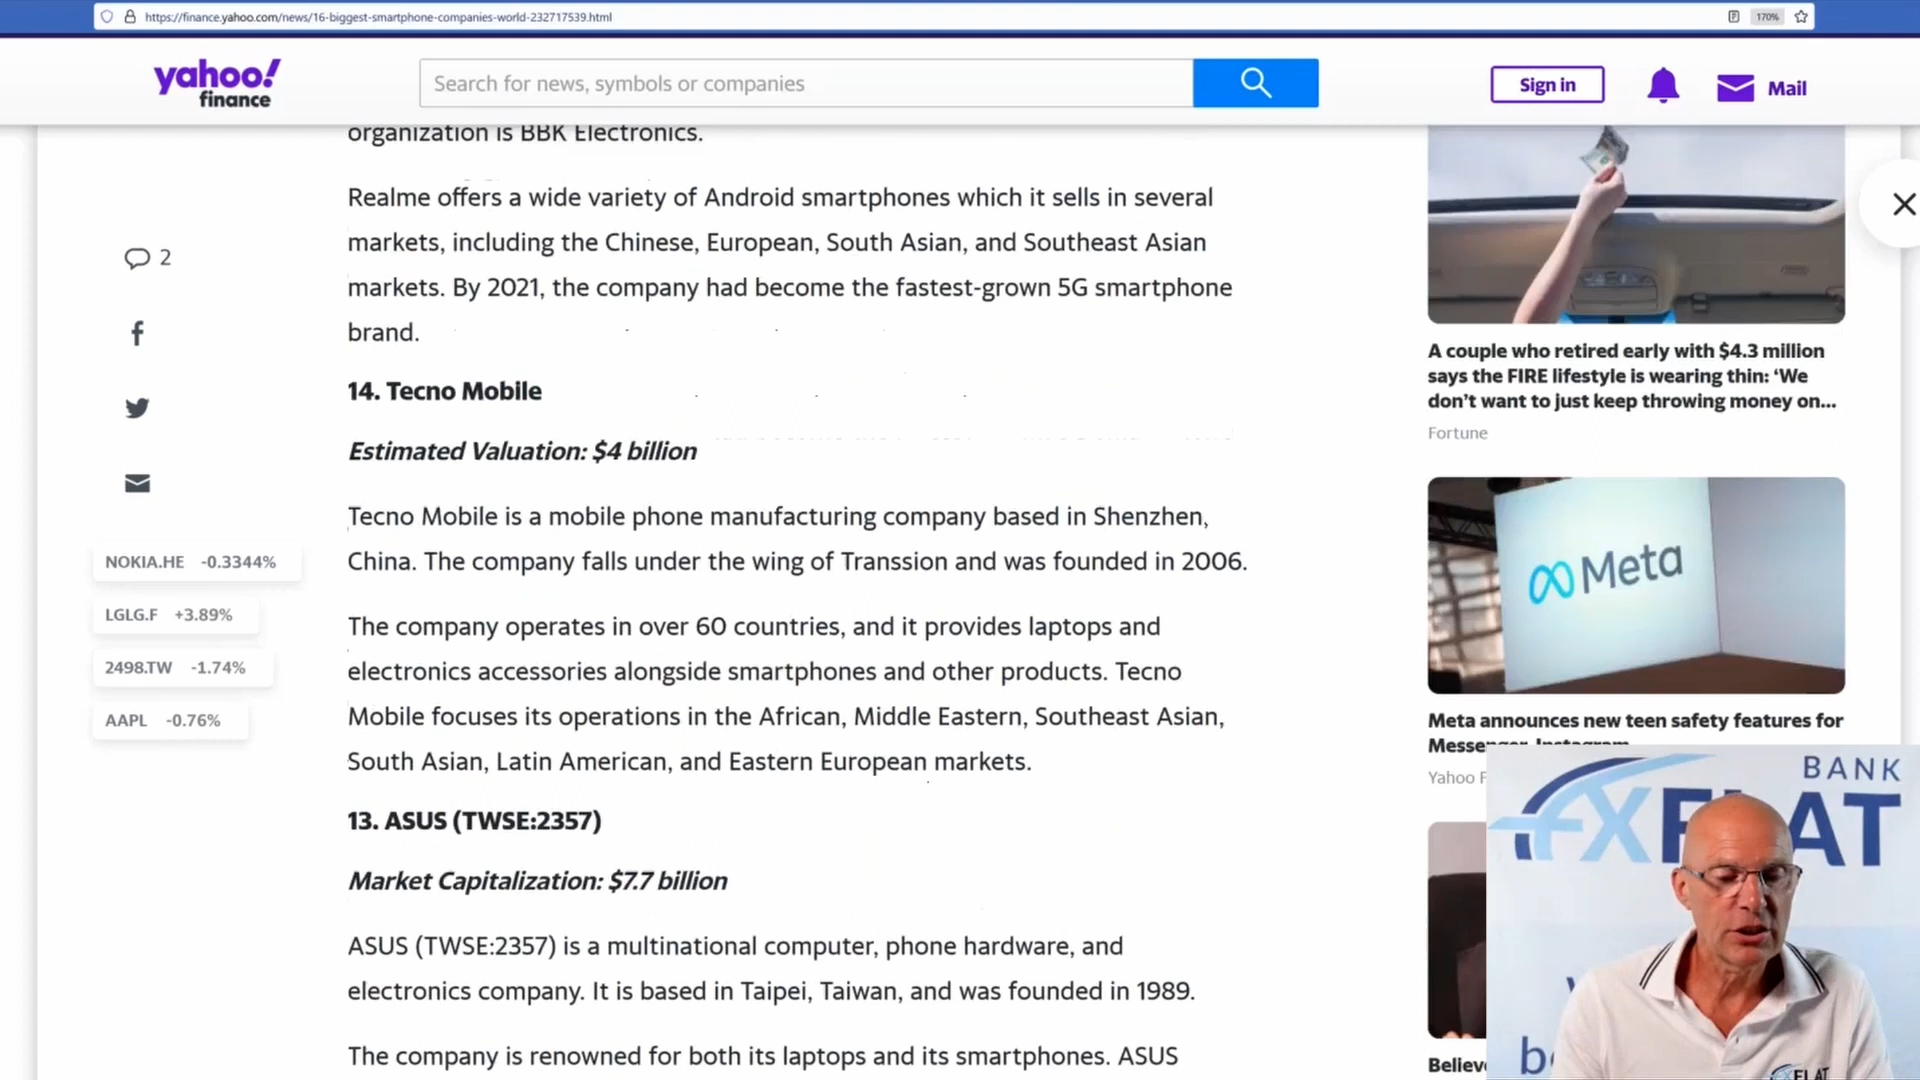 https://finance.yahoo.com/news/16-biggest-smartphone-companies-world-232717539.html
170%
yahoo!
finance
Search for news, symbols or companies
Sign in
Mail
organization is BBK Electronics.
Realme offers a wide variety of Android smartphones which it sells in several
markets, including the Chinese, European, South Asian, and Southeast Asian
markets. By 2021, the company had become the fastest-grown 5G smartphone
brand.
14. Tecno Mobile
Estimated Valuation: $4 billion
Tecno Mobile is a mobile phone manufacturing company based in Shenzhen,
China. The company falls under the wing of Transsion and was founded in 2006.
The company operates in over 60 countries, and it provides laptops and
electronics accessories alongside smartphones and other products. Tecno
Mobile focuses its operations in the African, Middle Eastern, Southeast Asian,
South Asian, Latin American, and Eastern European markets.
13. ASUS (TWSE:2357)
Market Capitalization: $7.7 billion
ASUS (TWSE:2357) is a multinational computer, phone hardware, and
electronics company. It is based in Taipei, Taiwan, and was founded in 1989.
The company is renowned for both its laptops and its smartphones. ASUS
2
NOKIA.HE -0.3344%
LGLG.F +3.89%
2498.TW -1.74%
AAPL -0.76%
A couple who retired early with $4.3 million
says the FIRE lifestyle is wearing thin: ‘We
don’t want to just keep throwing money on...
Fortune
Meta
Meta announces new teen safety features for
Messenger, Instagram
Yahoo F
Believ
BANK
FXFLAT
b
FXFLAT